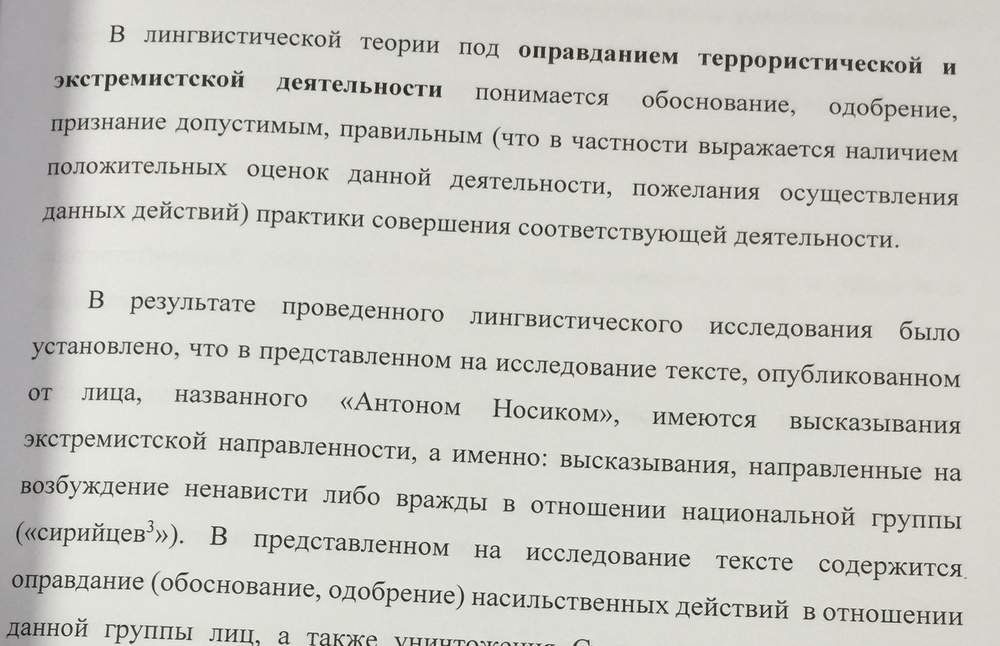 В лингвистической теории под оправданием террористической и
экстремистской деятельности понимается обоснование, одобрение,
признание допустимым, правильным (что в частности выражается наличием
положительных оценок данной деятельности, пожелания осуществления
данных действий) практики совершения соответствующей деятельности.
В результате проведенного лингвистического исследования было
установлено, что в представленном на исследование тексте, опубликованном
от лица, названного «Антоном Носиком», имеются высказывания
экстремистской направленности, а именно: высказывания, направленные на
возбуждение ненависти либо вражды в отношении национальной группы
(«сирийцев³»). В представленном на исследование тексте содержится
оправдание (обоснование, одобрение) насильственных действий в отношении
данной группы лиц, а также уничтожения